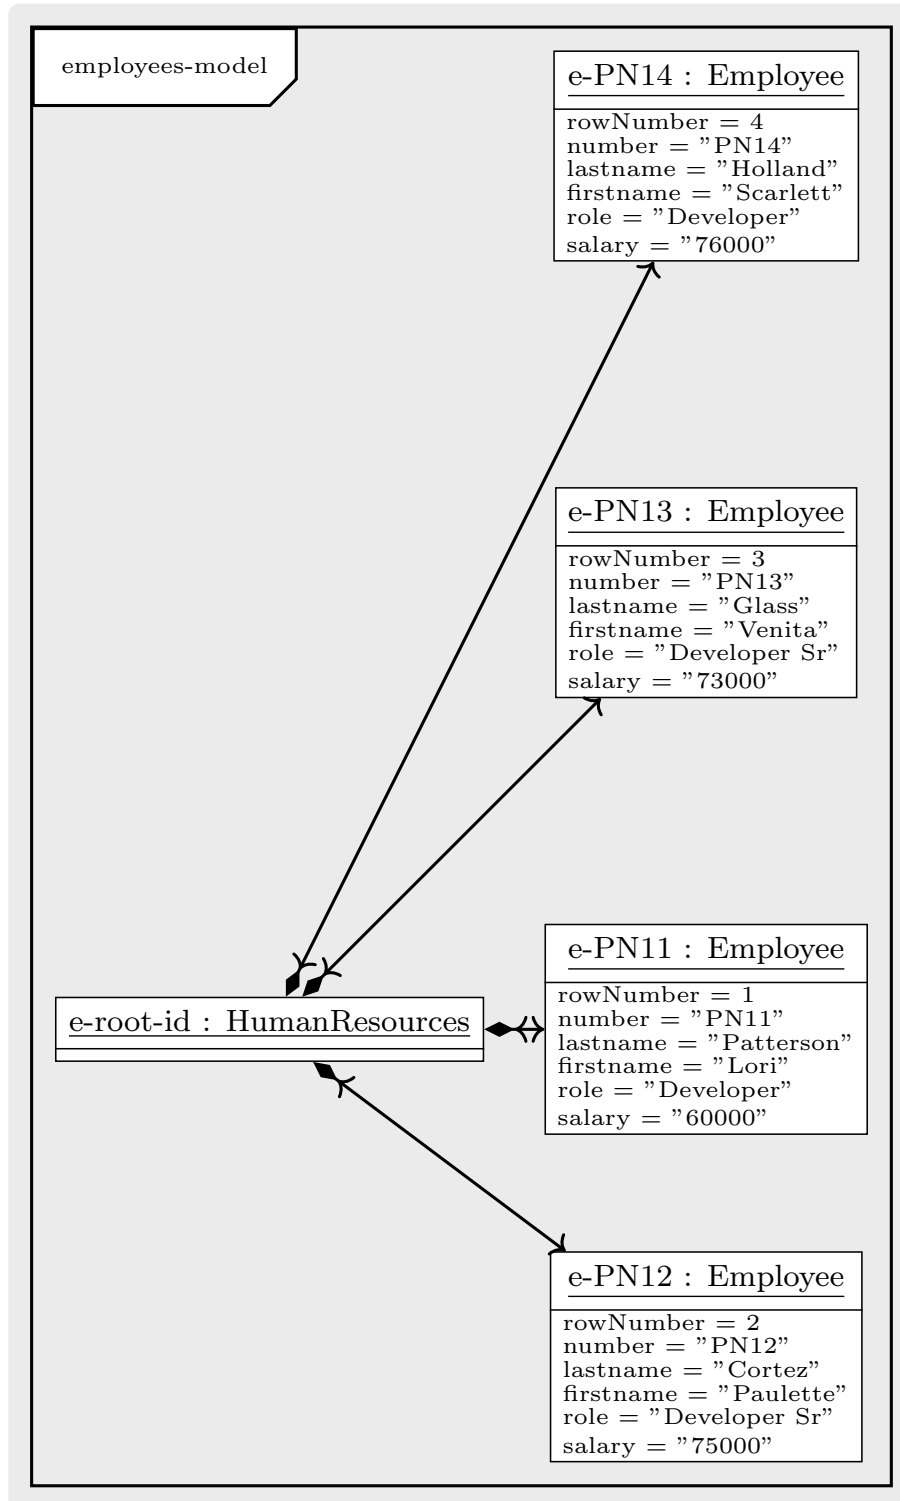 employees-model
e-PN14 : Employee
rowNumber = 4
number = ”PN14”
lastname = ”Holland”
firstname = ”Scarlett”
role = ”Developer”
salary = ”76000”
e-PN13 : Employee
rowNumber = 3
number = ”PN13”
lastname = ”Glass”
firstname = ”Venita”
role = ”Developer Sr”
salary = ”73000”
e-root-id : HumanResources
e-PN11 : Employee
rowNumber = 1
number = ”PN11”
lastname = ”Patterson”
firstname = ”Lori”
role = ”Developer”
salary = ”60000”
e-PN12 : Employee
rowNumber = 2
number = ”PN12”
lastname = ”Cortez”
firstname = ”Paulette”
role = ”Developer Sr”
salary = ”75000”